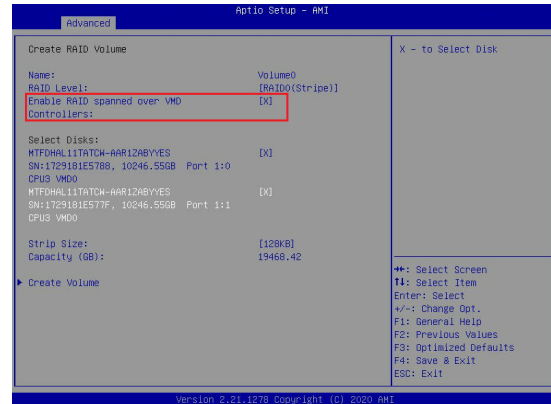 Aptio Setup - AMI
Advanced
Create RAID Volume
Name: Volume0
RAID Level: [RAID0(Stripe)]
Enable RAID spanned over VMD [X]
Controllers:
Select Disks:
MTFDHAL11TATCW-AAR1ZABYYES [X]
SN:1729181E5788, 10246.55GB Port 1:0
CPU3 VMD0
MTFDHAL11TATCW-AAR1ZABYYES [X]
SN:1729181E577F, 10246.55GB Port 1:1
CPU3 VMD0
Strip Size: [128KB]
Capacity (GB): 19468.42
Create Volume
X - to Select Disk
→←: Select Screen
↑↓: Select Item
Enter: Select
+/-: Change Opt.
F1: General Help
F2: Previous Values
F3: Optimized Defaults
F4: Save & Exit
ESC: Exit
Version 2.21.1278 Copyright (C) 2020 AMI